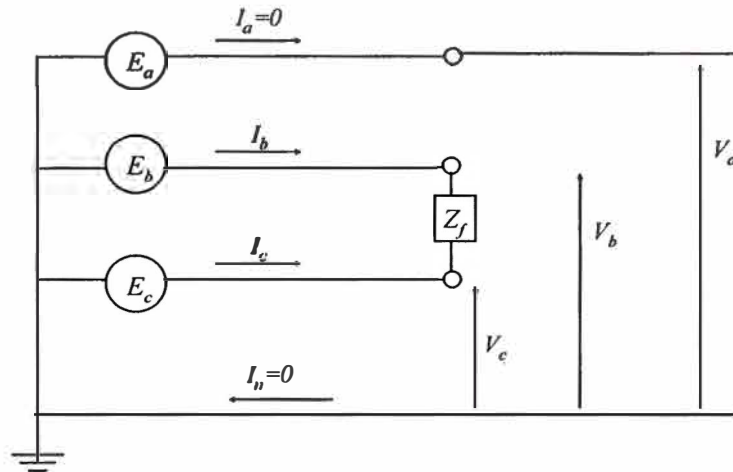 I_a=0
E_a
I_b
E_b
Z_f
V_a
V_b
I_c
E_c
V_c
I_n=0